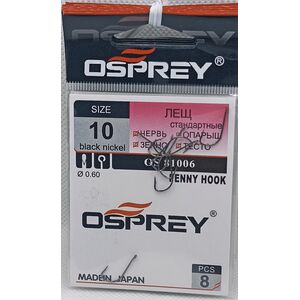 OSPREY®
SIZE
10
black nickel
Ø 0.60
ЛЕЩ
стандартные
ЧЕРВЬ ОПАРЫШ
ЗЕРНО ТЕСТО
OS-31006
JENNY HOOK
OSPREY®
MADE IN JAPAN
PCS
8